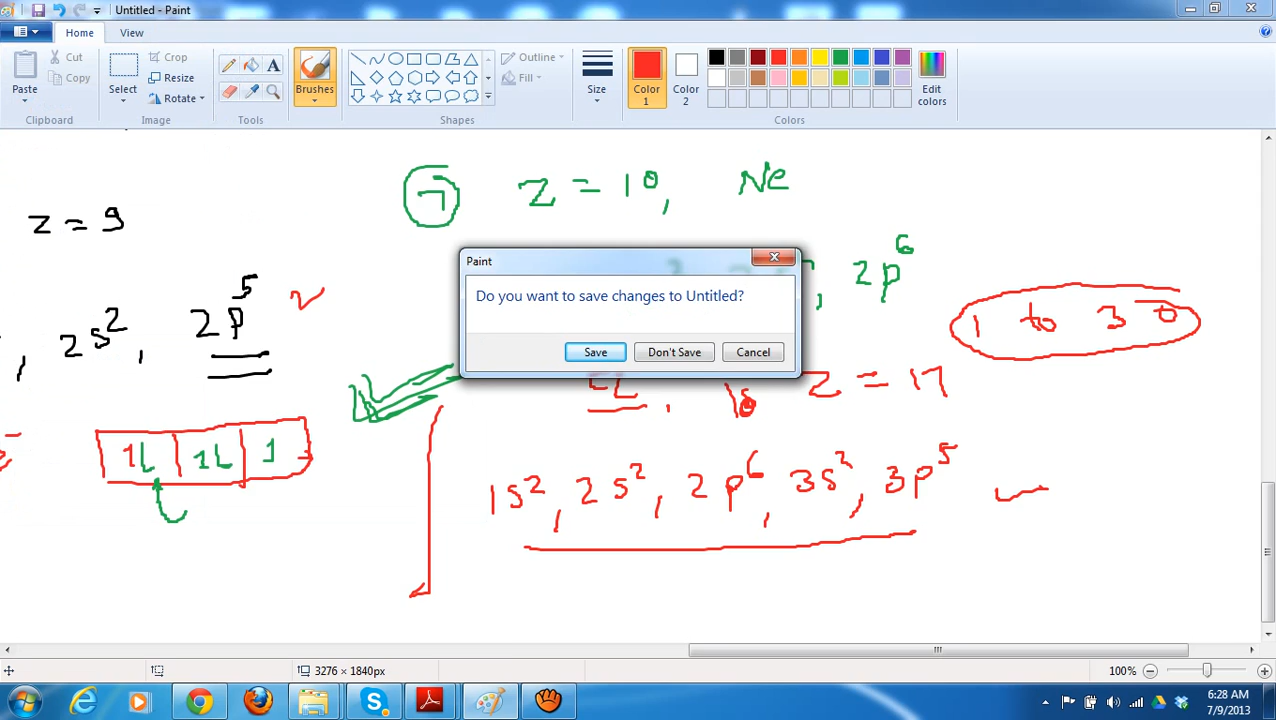 Untitled - Paint
Home View
Paste
Cut
Copy
Clipboard
Select
Crop
Resize
Rotate
Image
Tools
Brushes
Outline
Fill
Shapes
Size
Color 1
Color 2
Edit colors
Colors
7 Z = 10, Ne
Z = 9
, 2s², 2p⁵
, 2p⁶
1 to 30
Paint
Do you want to save changes to Untitled?
Save Don't Save Cancel
Z = 17
1L 1L 1
1s², 2s², 2p⁶, 3s², 3p⁵
3276 × 1840px
100%
6:28 AM
7/9/2013